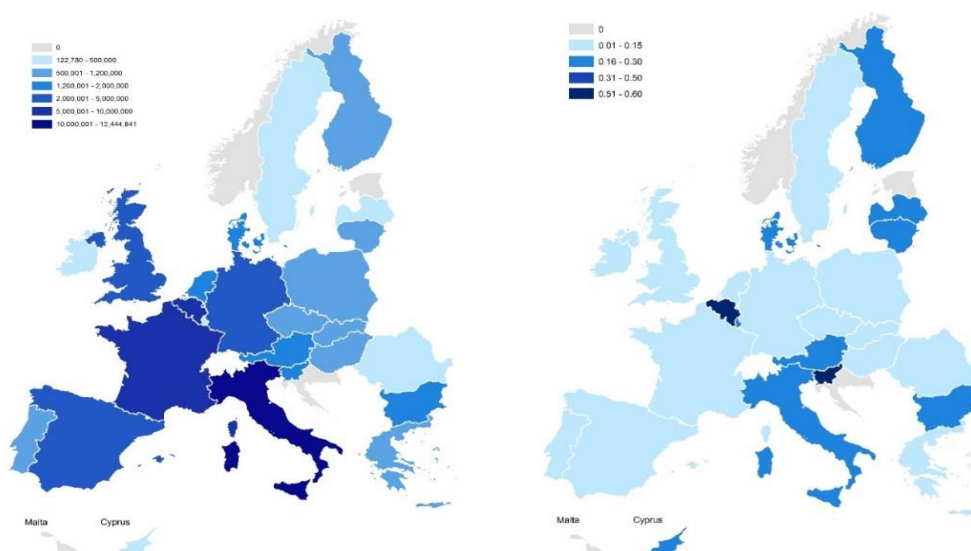 0
122,780 - 500,000
500,001 - 1,200,000
1,200,001 - 2,000,000
2,000,001 - 5,000,000
5,000,001 - 10,000,000
10,000,001 - 12,444,841
Malta Cyprus
0
0.01 - 0.15
0.16 - 0.30
0.31 - 0.50
0.51 - 0.60
Malta Cyprus